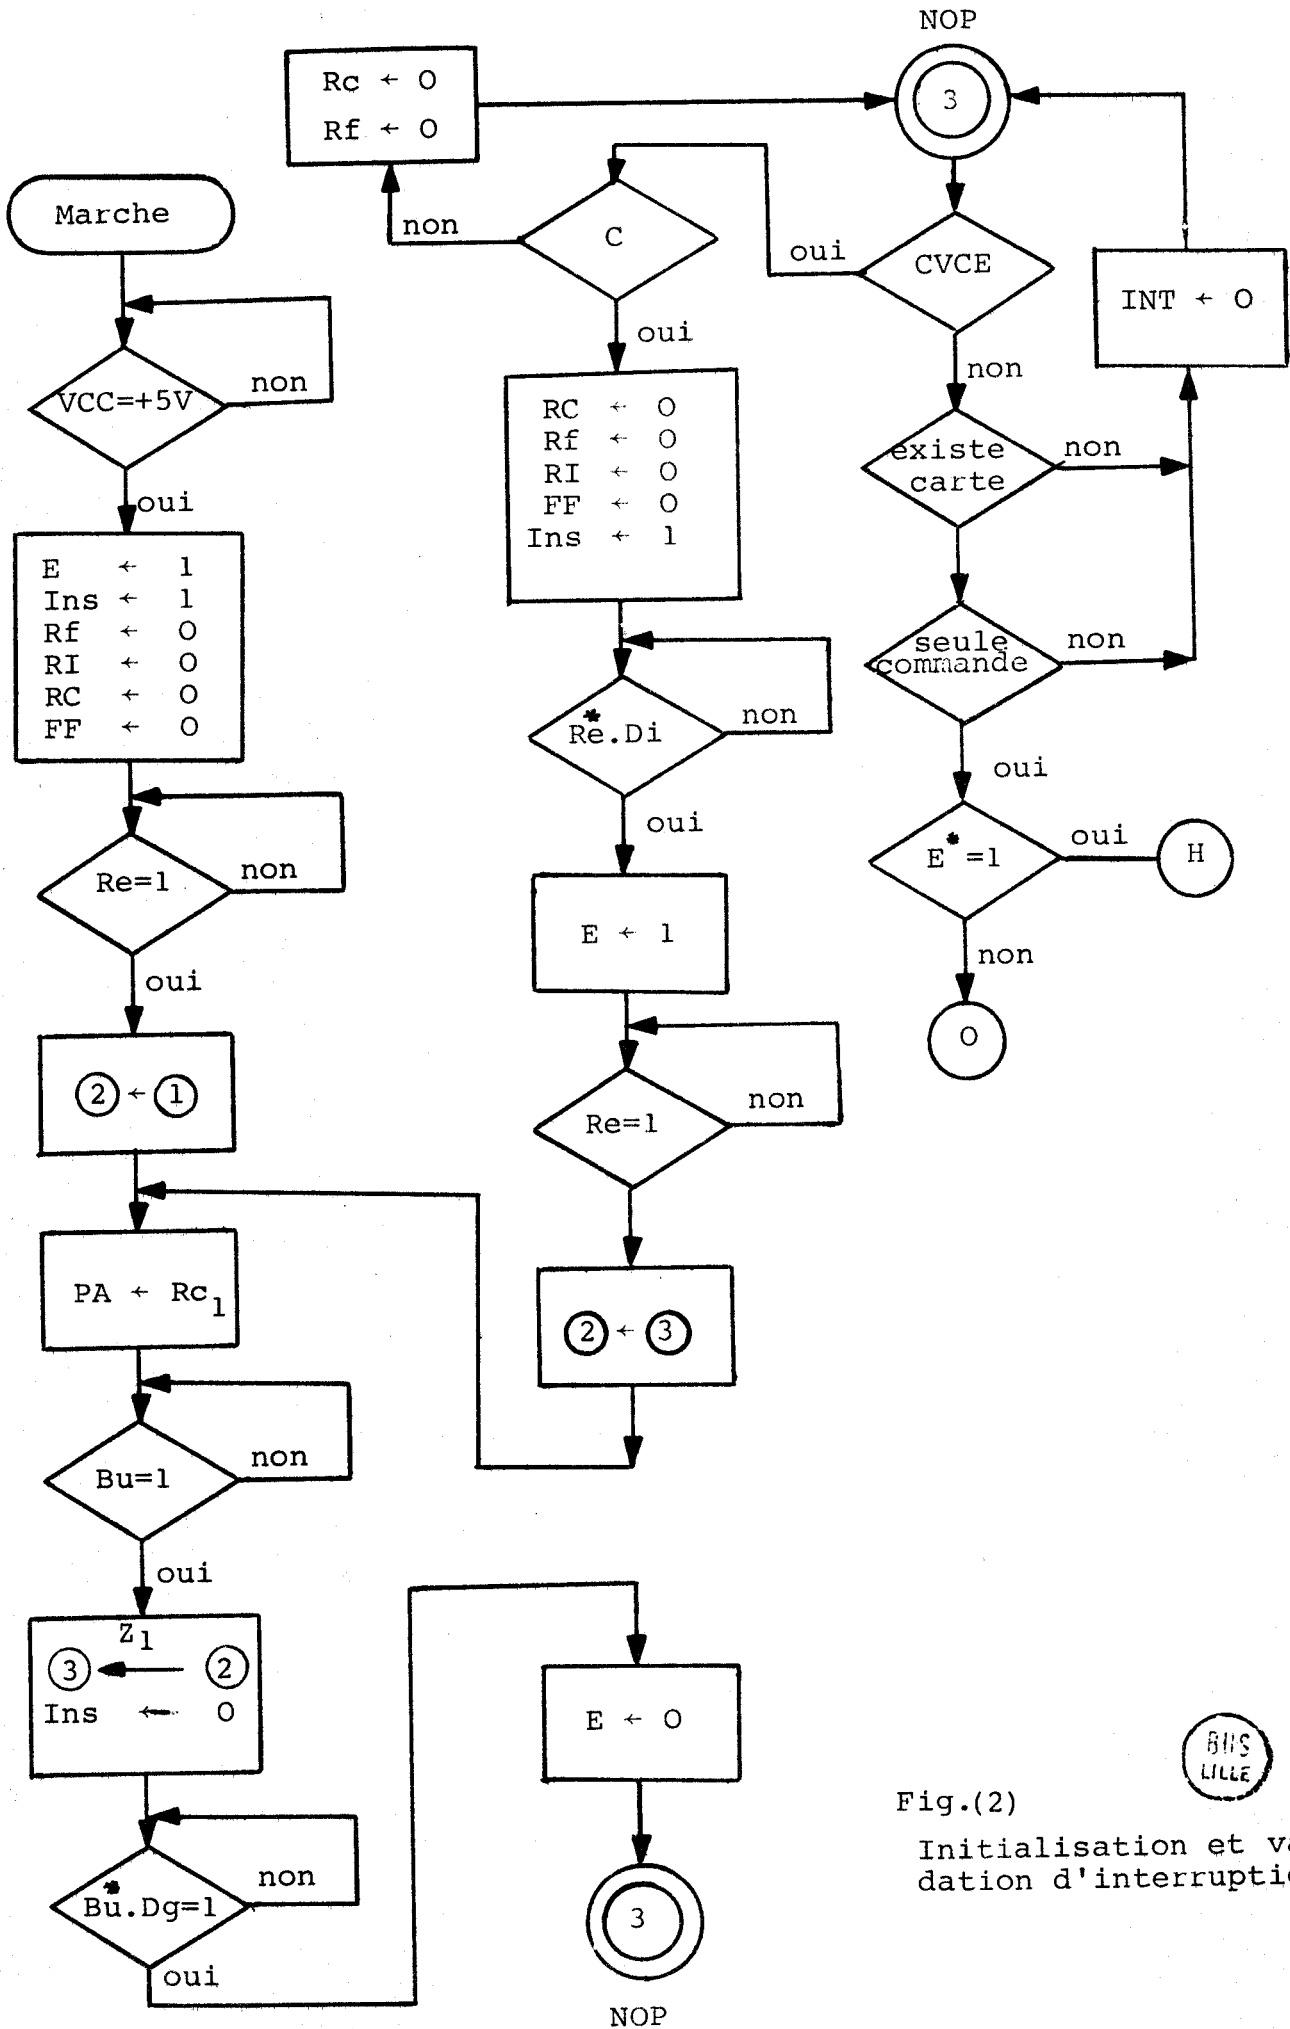 NOP
3
Rc ← O
Rf ← O
Marche
non
C
oui
CVCE
INT ← O
oui
non
VCC=+5V
non
RC ← O
Rf ← O
RI ← O
FF ← O
Ins ← 1
existe
carte
non
oui
E ← 1
Ins ← 1
Rf ← O
RI ← O
RC ← O
FF ← O
seule
commande
non
Re*.Di
non
oui
oui
E*=1
oui
H
Re=1
non
E ← 1
non
oui
O
2 ← 1
Re=1
non
PA ← Rc1
2 ← 3
Bu=1
non
oui
Z1
3 ← 2
Ins ← O
E ← O
BUS
LILLE
Fig.(2)
Initialisation et va
dation d'interruptio
Bu*.Dg=1
non
3
oui
NOP